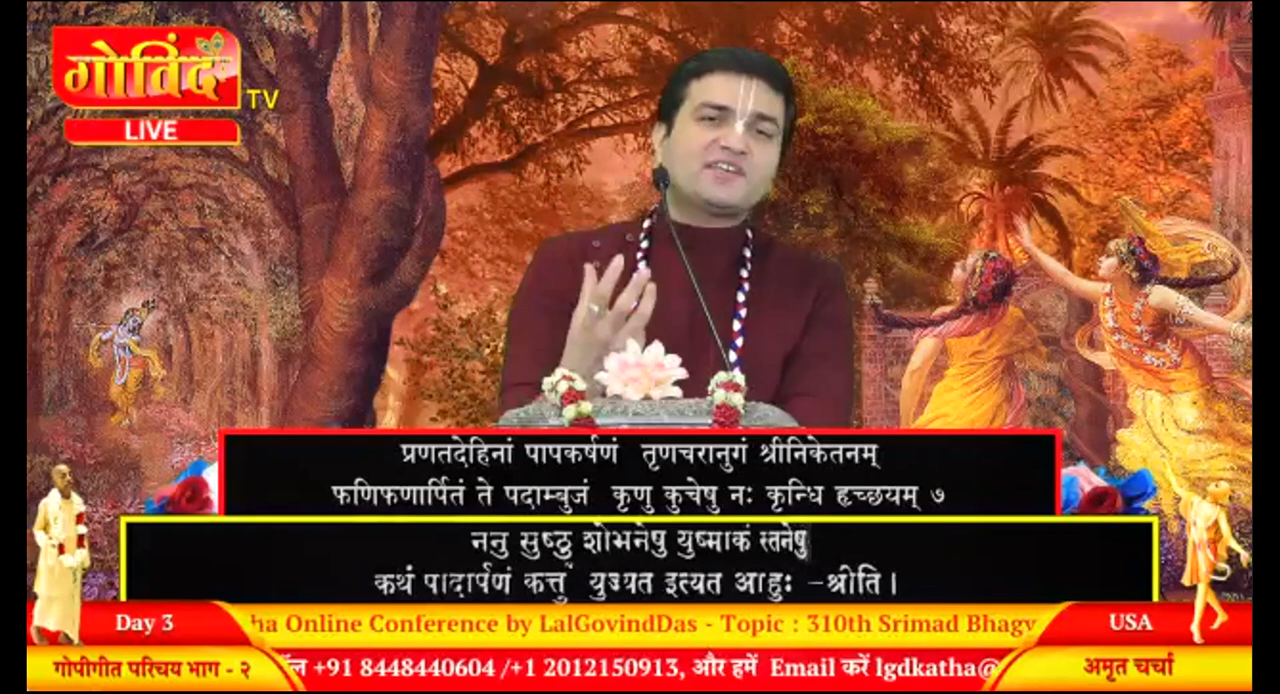 गोविंद
TV
LIVE
प्रणतदेहिनां पापकर्षणं तृणचरानुगं श्रीनिकेतनम्
फणिफणार्पितं ते पदाम्बुजं कृणु कुचेषु नः कृन्धि हृच्छयम् ७
ननु सुष्ठु शोभनेषु युष्माकं स्तनेषु
कथं पादार्पणं कर्त्तुं युज्यत इत्यत आहुः –श्रीति।
Day 3
ha Online Conference by LalGovindDas - Topic : 310th Srimad Bhagv
USA
गोपीगीत परिचय भाग - २
ॉल +91 8448440604 /+1 2012150913, और हमें Email करें lgdkatha@
अमृत चर्चा